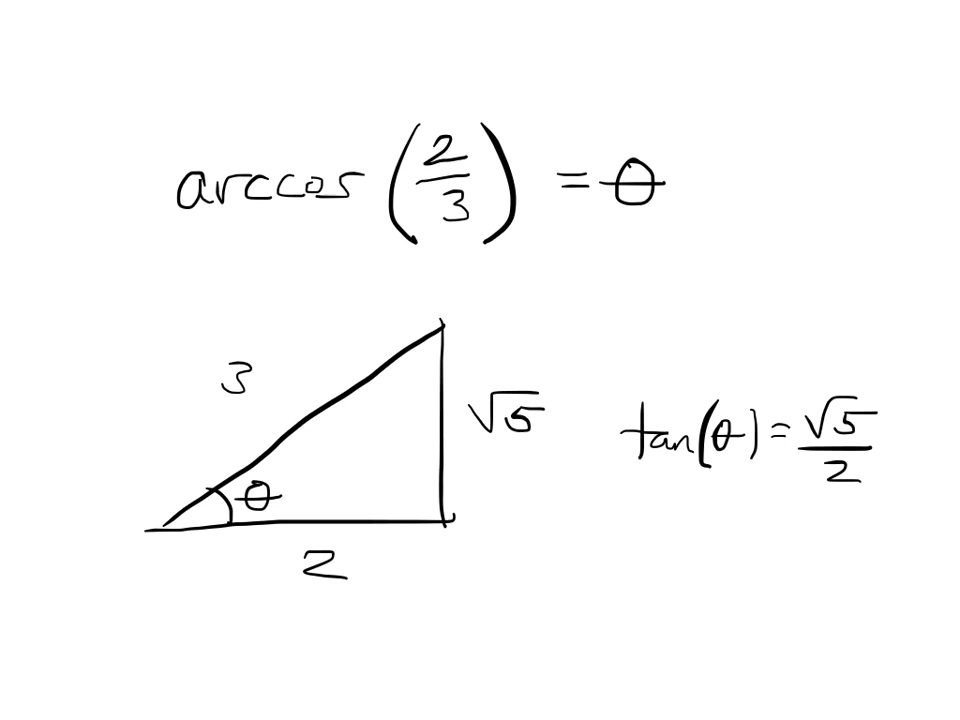 arccos(2/3) = θ
3
√5
tan(θ) = √5/2
θ
2